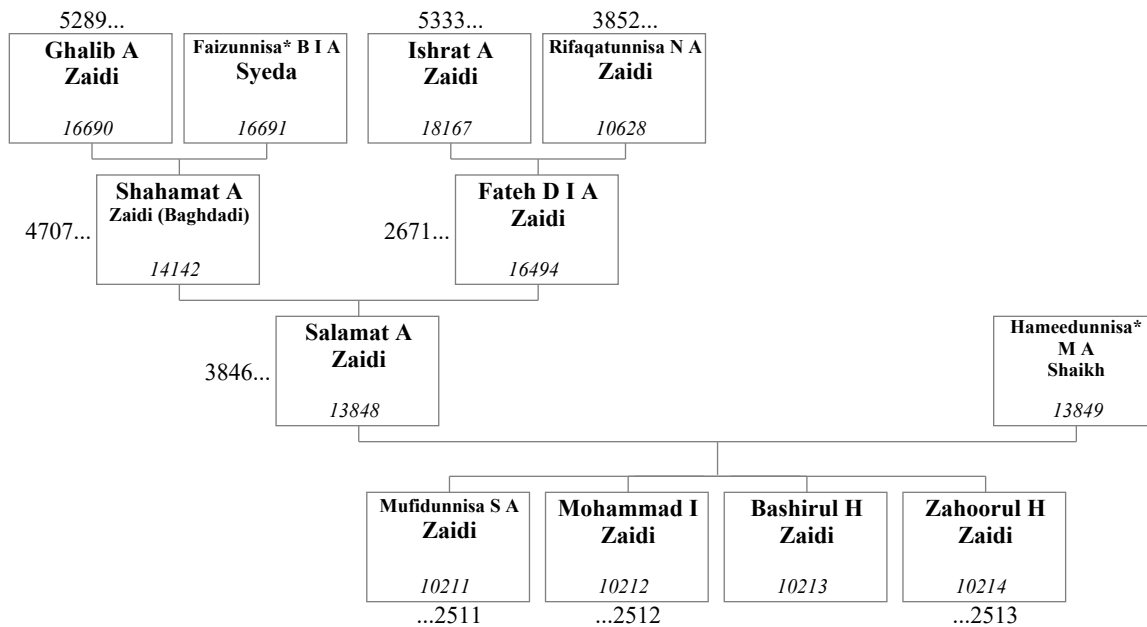 5289...
5333...
3852...
Ghalib A
Zaidi
16690
Faizunnisa* B I A
Syeda
16691
Ishrat A
Zaidi
18167
Rifaqatunnisa N A
Zaidi
10628
4707...
Shahamat A
Zaidi (Baghdadi)
14142
2671...
Fateh D I A
Zaidi
16494
3846...
Salamat A
Zaidi
13848
Hameedunnisa*
M A
Shaikh
13849
Mufidunnisa S A
Zaidi
10211
Mohammad I
Zaidi
10212
Bashirul H
Zaidi
10213
Zahoorul H
Zaidi
10214
...2511
...2512
...2513